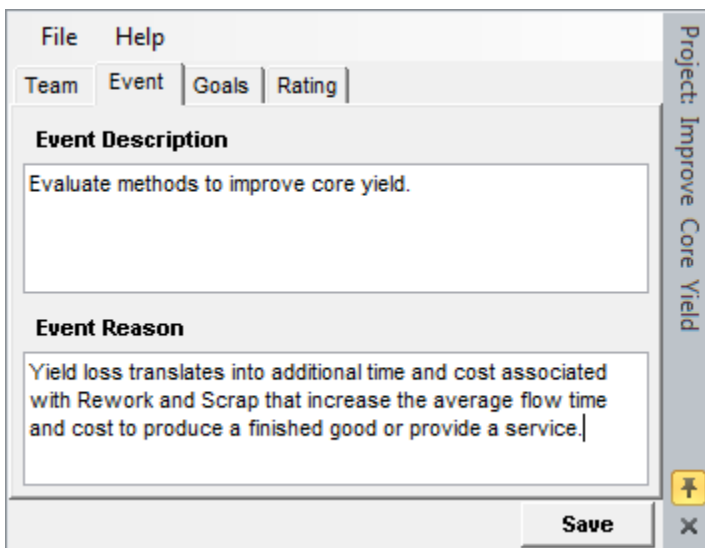 File Help
Team Event Goals Rating
Event Description
Evaluate methods to improve core yield.
Event Reason
Yield loss translates into additional time and cost associated
with Rework and Scrap that increase the average flow time
and cost to produce a finished good or provide a service.
Save
Project: Improve Core Yield